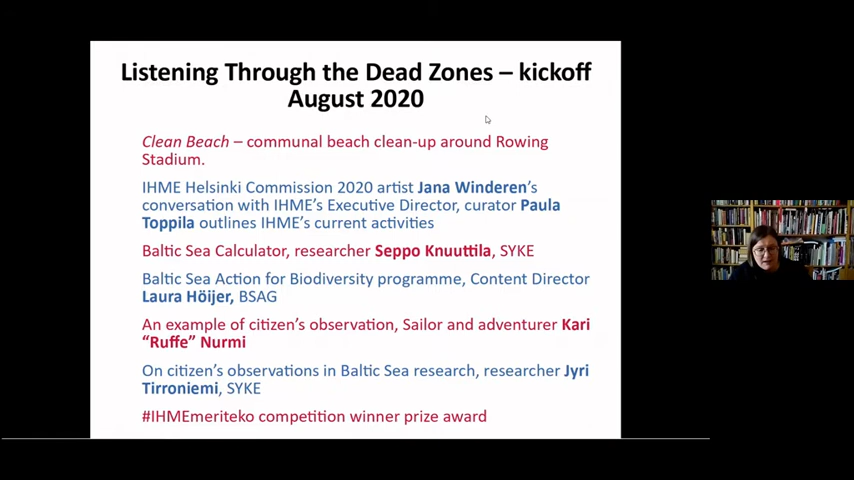 Listening Through the Dead Zones – kickoff
August 2020
Clean Beach – communal beach clean-up around Rowing
Stadium.
IHME Helsinki Commission 2020 artist Jana Winderen's
conversation with IHME's Executive Director, curator Paula
Toppila outlines IHME's current activities
Baltic Sea Calculator, researcher Seppo Knuuttila, SYKE
Baltic Sea Action for Biodiversity programme, Content Director
Laura Höijer, BSAG
An example of citizen's observation, Sailor and adventurer Kari
“Ruffe” Nurmi
On citizen's observations in Baltic Sea research, researcher Jyri
Tirroniemi, SYKE
#IHMEmeriteko competition winner prize award